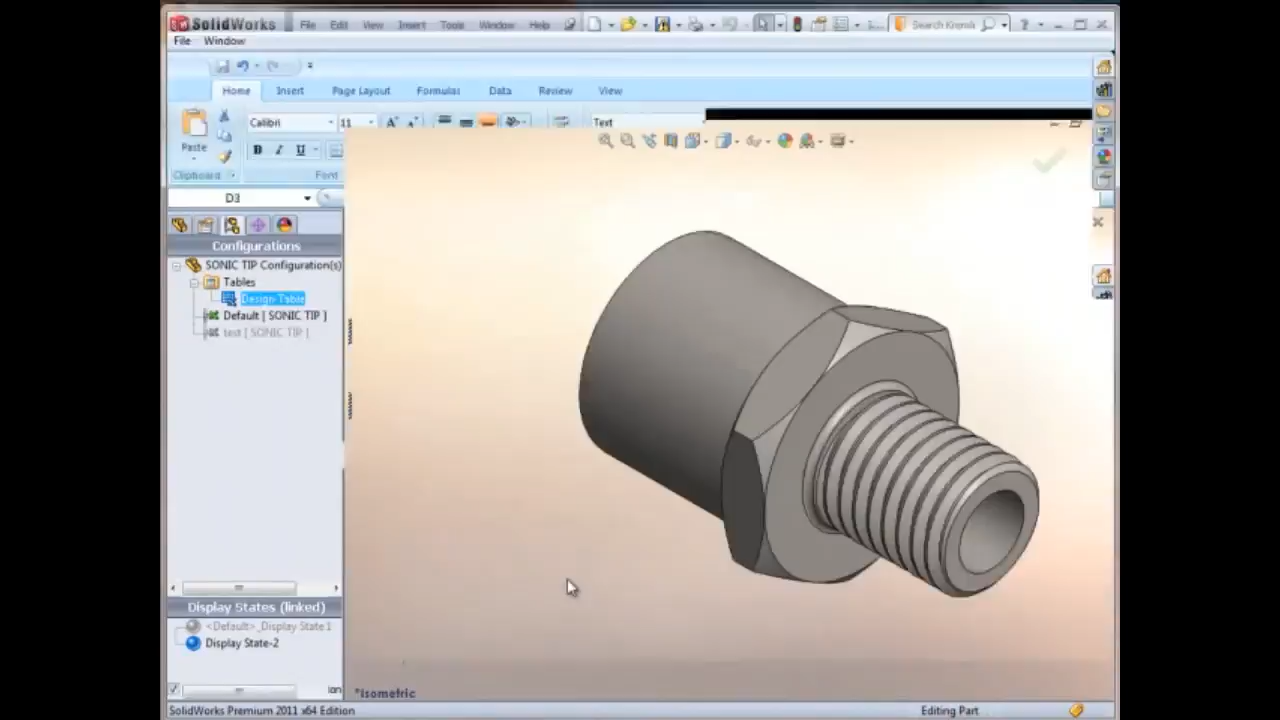 SolidWorks File Edit View Insert Tools Window Help
File Window
Home Insert Page Layout Formulas Data Review View
Calibri 11 Text
Paste B I U
Clipboard Font
D3
Configurations
SONIC TIP Configuration(s)
Tables
Design Table
Default [ SONIC TIP ]
test [ SONIC TIP ]
Display States (linked)
<Default>_Display State 1
Display State-2
*Isometric
SolidWorks Premium 2011 x64 Edition Editing Part